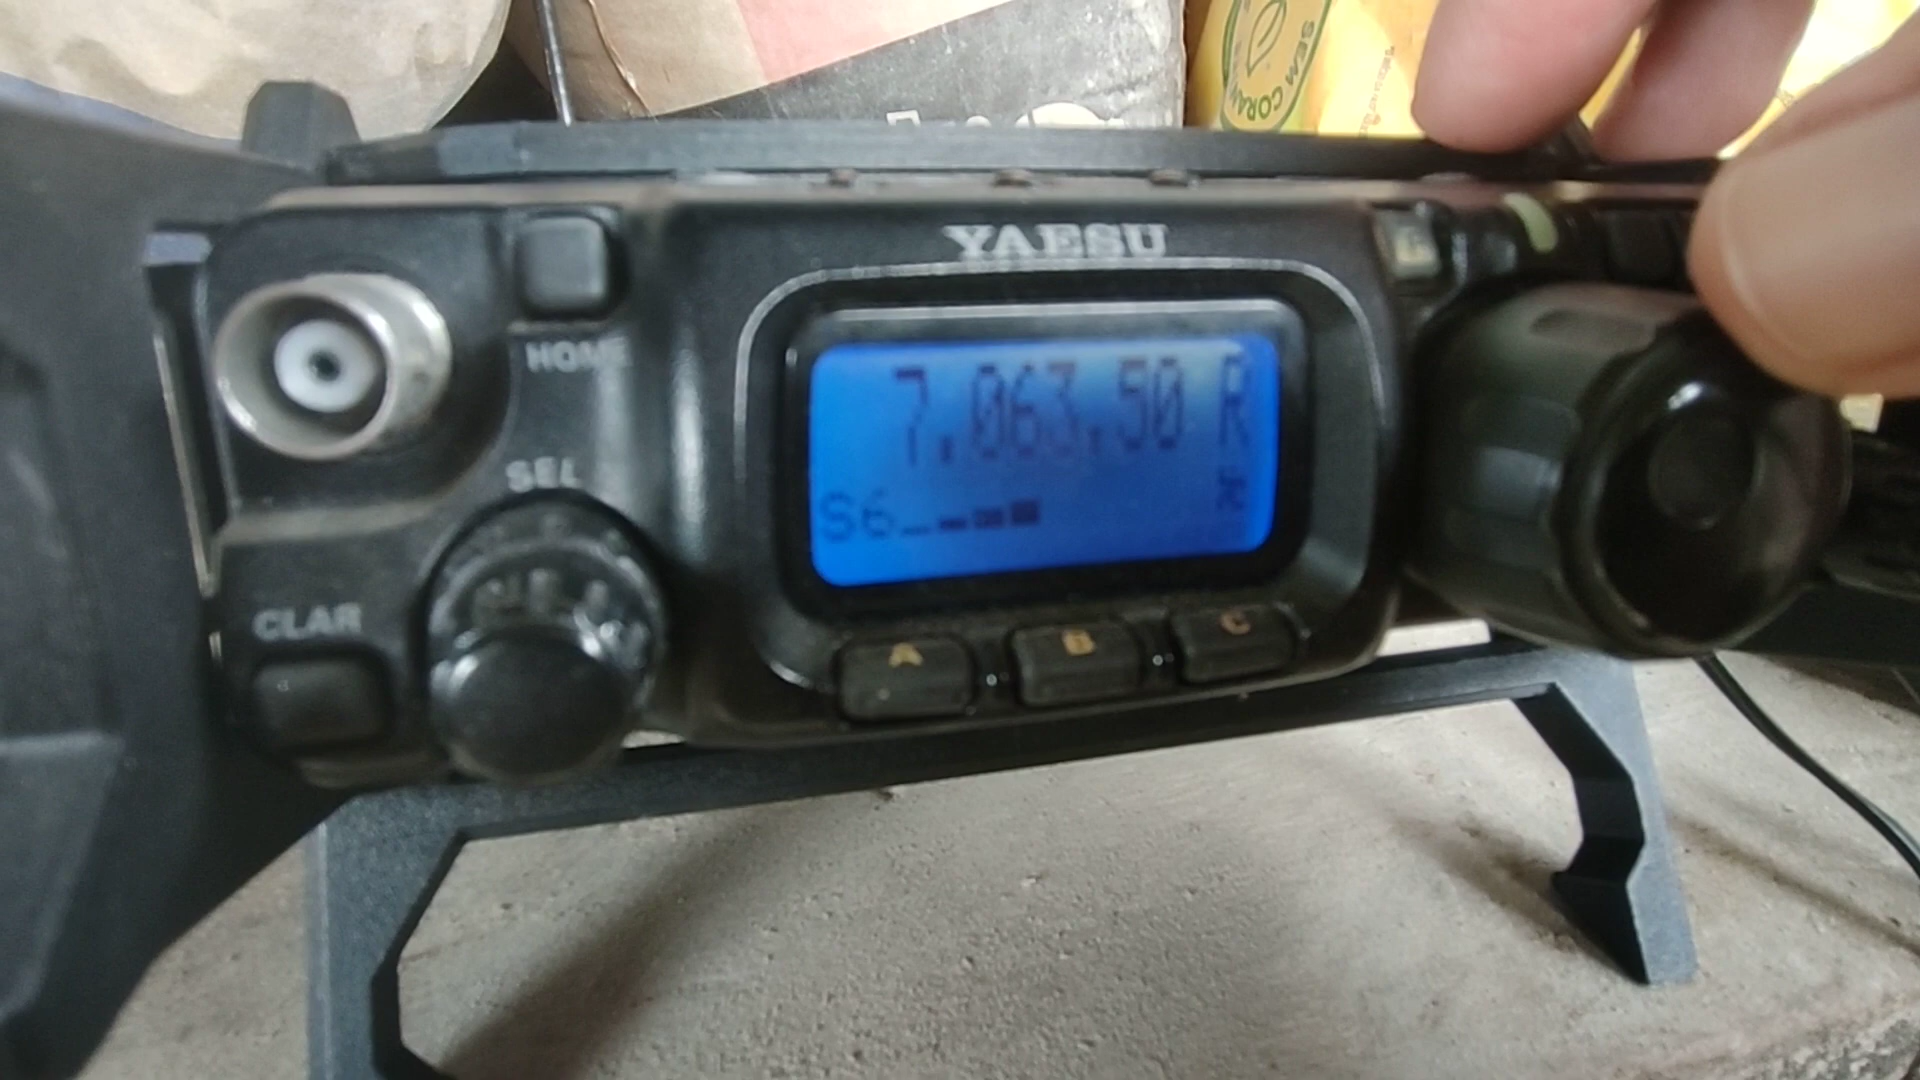 SEM CORAN
YAESU
HOME
7.063.50 R
SEL
S6
CLAR
A B C
F